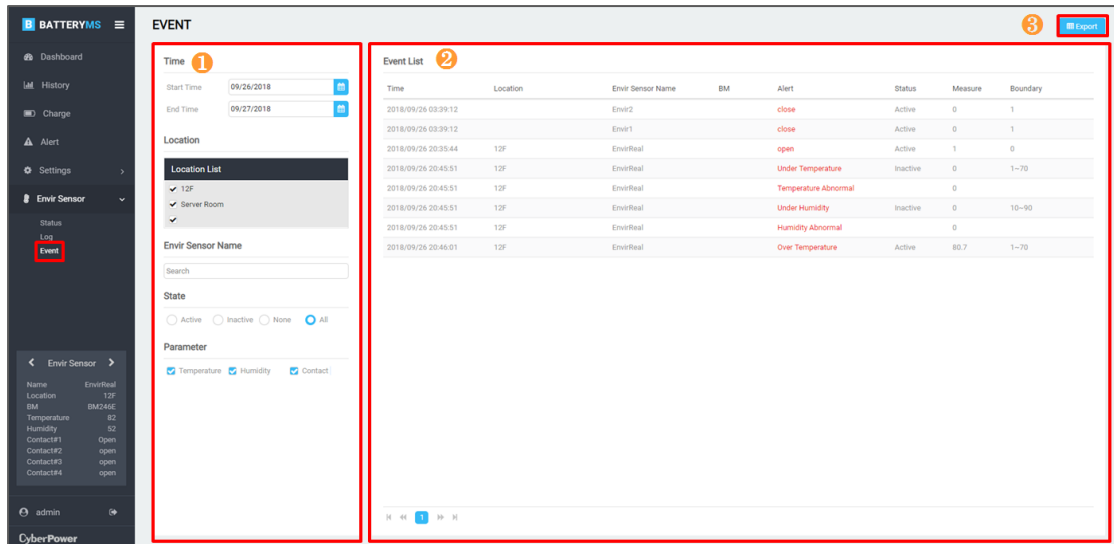 B BATTERYMS
Dashboard
History
Charge
Alert
Settings
Envir Sensor
Status
Log
Event
Envir Sensor
Name EnvirReal
Location 12F
BM BM246E
Temperature 82
Humidity 52
Contact#1 Open
Contact#2 open
Contact#3 open
Contact#4 open
admin
CyberPower
EVENT
3 Export
Time 1
Start Time 09/26/2018
End Time 09/27/2018
Location
Location List
12F
Server Room
Envir Sensor Name
Search
State
Active Inactive None All
Parameter
Temperature Humidity Contact
Event List 2
Time Location Envir Sensor Name BM Alert Status Measure Boundary
2018/09/26 03:39:12 Envir2 close Active 0 1
2018/09/26 03:39:12 Envir1 close Active 0 1
2018/09/26 20:35:44 12F EnvirReal open Active 1 0
2018/09/26 20:45:51 12F EnvirReal Under Temperature Inactive 0 1~70
2018/09/26 20:45:51 12F EnvirReal Temperature Abnormal 0
2018/09/26 20:45:51 12F EnvirReal Under Humidity Inactive 0 10~90
2018/09/26 20:45:51 12F EnvirReal Humidity Abnormal 0
2018/09/26 20:46:01 12F EnvirReal Over Temperature Active 80.7 1~70
1